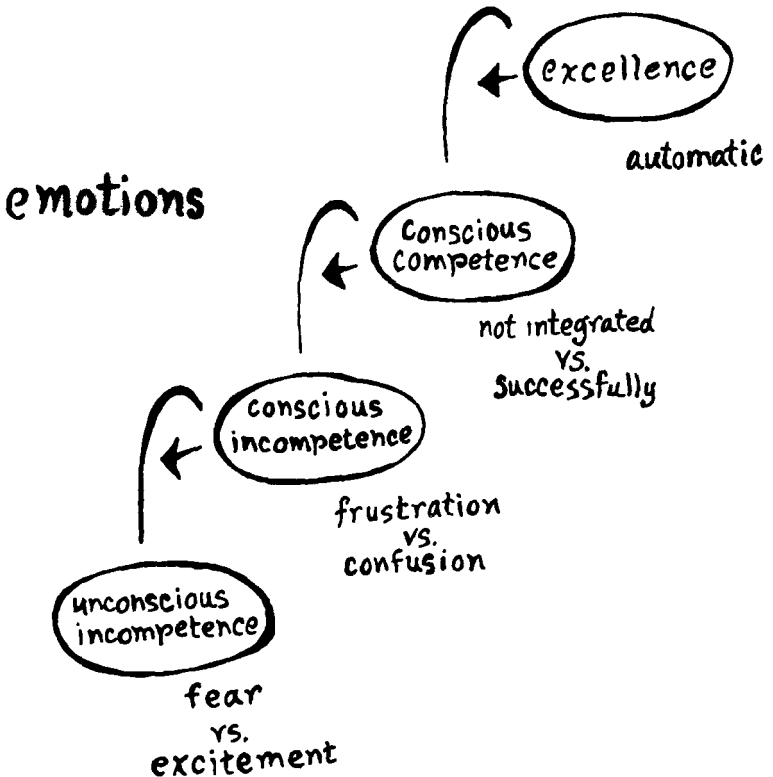 excellence
automatic
emotions
conscious
competence
not integrated
vs.
successfully
conscious
incompetence
frustration
vs.
confusion
unconscious
incompetence
fear
vs.
excitement